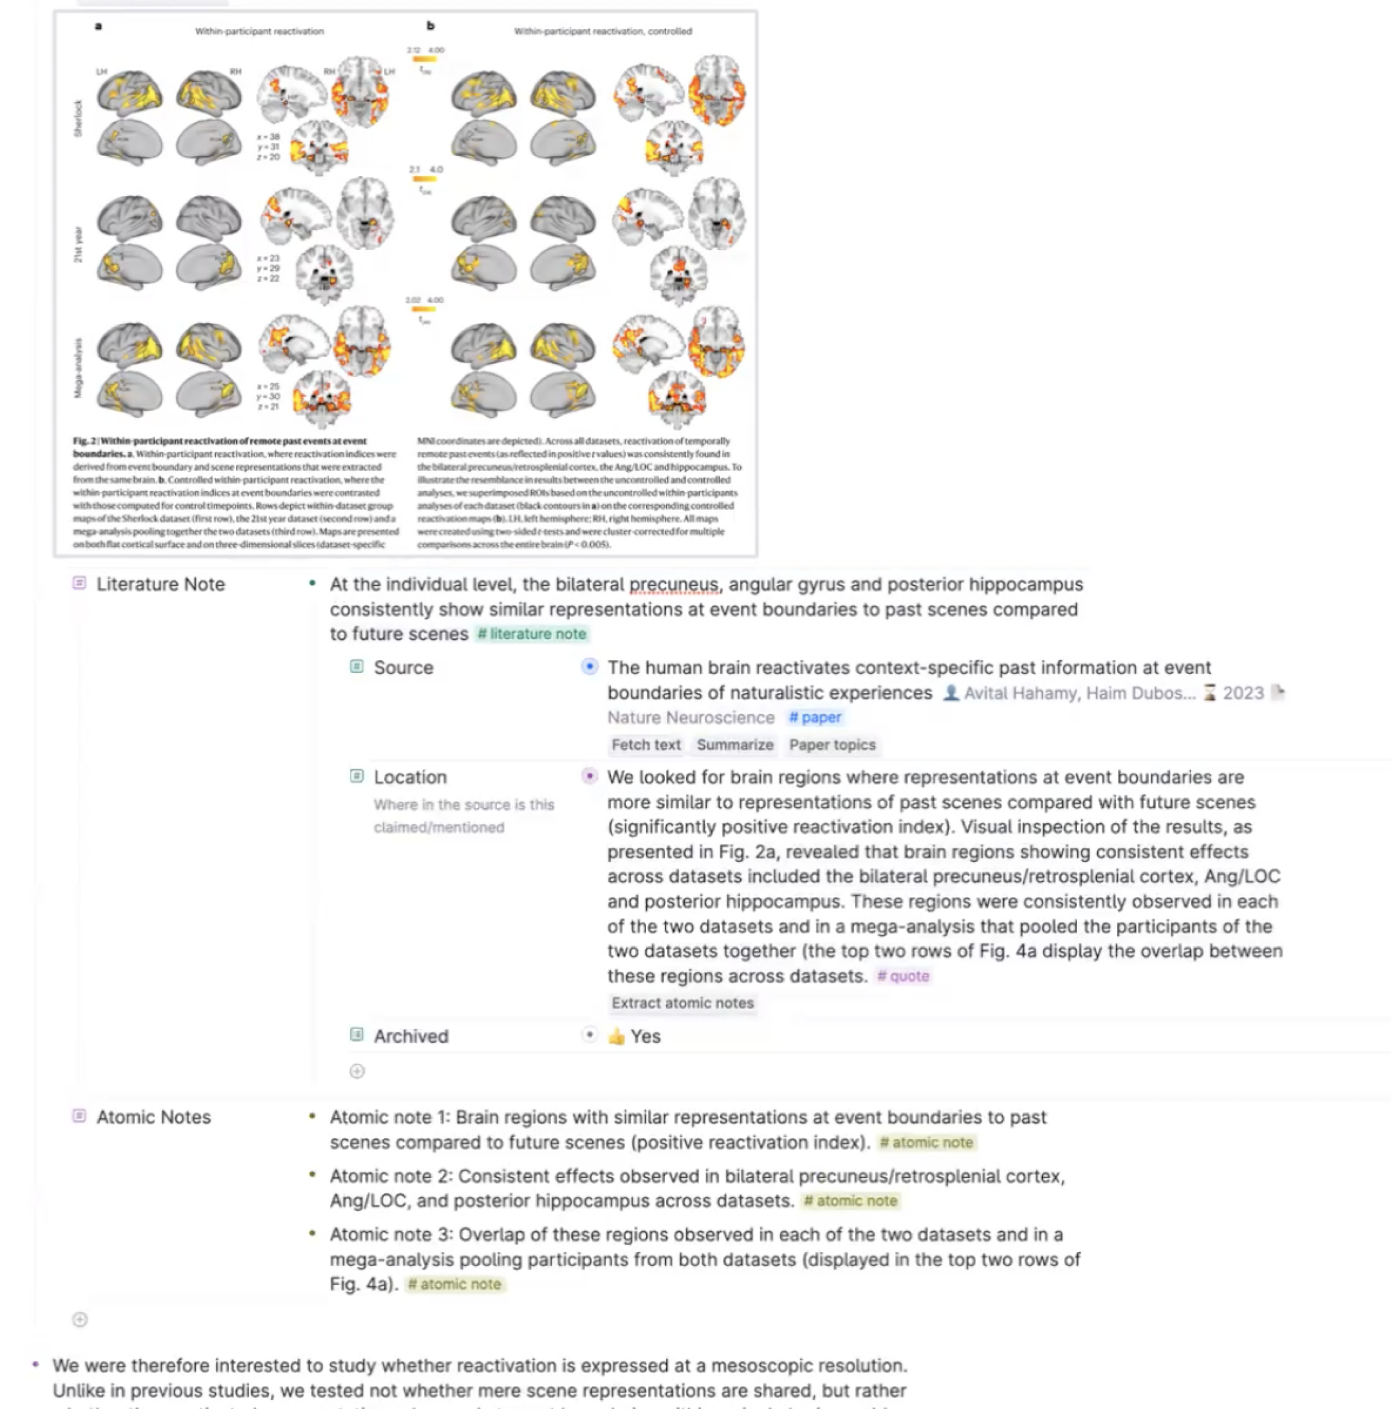 a
Within-participant reactivation
b
Within-participant reactivation, controlled
2.12 4.00
LH
RH
RH
LH
Sherlock
x = 38
y = 31
z = 20
2.1 4.0
21st year
x = 23
y = 29
z = 22
2.02 4.00
Mega-analysis
x = 25
y = 30
z = 21
Fig. 2 | Within-participant reactivation of remote past events at event
boundaries. a, Within-participant reactivation, where reactivation indices were
derived from event boundary and scene representations that were extracted
from the same brain. b, Controlled within-participant reactivation, where the
within-participant reactivation indices at event boundaries were contrasted
with those computed for control timepoints. Rows depict within-dataset group
maps of the Sherlock dataset (first row), the 21st year dataset (second row) and a
mega-analysis pooling together the two datasets (third row). Maps are presented
on both flat cortical surface and on three-dimensional slices (dataset-specific
MNI coordinates are depicted). Across all datasets, reactivation of temporally
remote past events (as reflected in positive t values) was consistently found in
the bilateral precuneus/retrosplenial cortex, the Ang/LOC and hippocampus. To
illustrate the resemblance in results between the uncontrolled and controlled
analyses, we superimposed ROIs based on the uncontrolled within-participants
analyses of each dataset (black contours in a) on the corresponding controlled
reactivation maps (b). LH, left hemisphere; RH, right hemisphere. All maps
were created using two-sided t-tests and were cluster-corrected for multiple
comparisons across the entire brain (P < 0.005).
Literature Note
At the individual level, the bilateral precuneus, angular gyrus and posterior hippocampus
consistently show similar representations at event boundaries to past scenes compared
to future scenes # literature note
Source
The human brain reactivates context-specific past information at event
boundaries of naturalistic experiences 👤 Avital Hahamy, Haim Dubos... ⌛ 2023
Nature Neuroscience # paper
Fetch text Summarize Paper topics
Location
Where in the source is this
claimed/mentioned
We looked for brain regions where representations at event boundaries are
more similar to representations of past scenes compared with future scenes
(significantly positive reactivation index). Visual inspection of the results, as
presented in Fig. 2a, revealed that brain regions showing consistent effects
across datasets included the bilateral precuneus/retrosplenial cortex, Ang/LOC
and posterior hippocampus. These regions were consistently observed in each
of the two datasets and in a mega-analysis that pooled the participants of the
two datasets together (the top two rows of Fig. 4a display the overlap between
these regions across datasets. # quote
Extract atomic notes
Archived
👍 Yes
Atomic Notes
Atomic note 1: Brain regions with similar representations at event boundaries to past
scenes compared to future scenes (positive reactivation index). # atomic note
Atomic note 2: Consistent effects observed in bilateral precuneus/retrosplenial cortex,
Ang/LOC, and posterior hippocampus across datasets. # atomic note
Atomic note 3: Overlap of these regions observed in each of the two datasets and in a
mega-analysis pooling participants from both datasets (displayed in the top two rows of
Fig. 4a). # atomic note
We were therefore interested to study whether reactivation is expressed at a mesoscopic resolution.
Unlike in previous studies, we tested not whether mere scene representations are shared, but rather